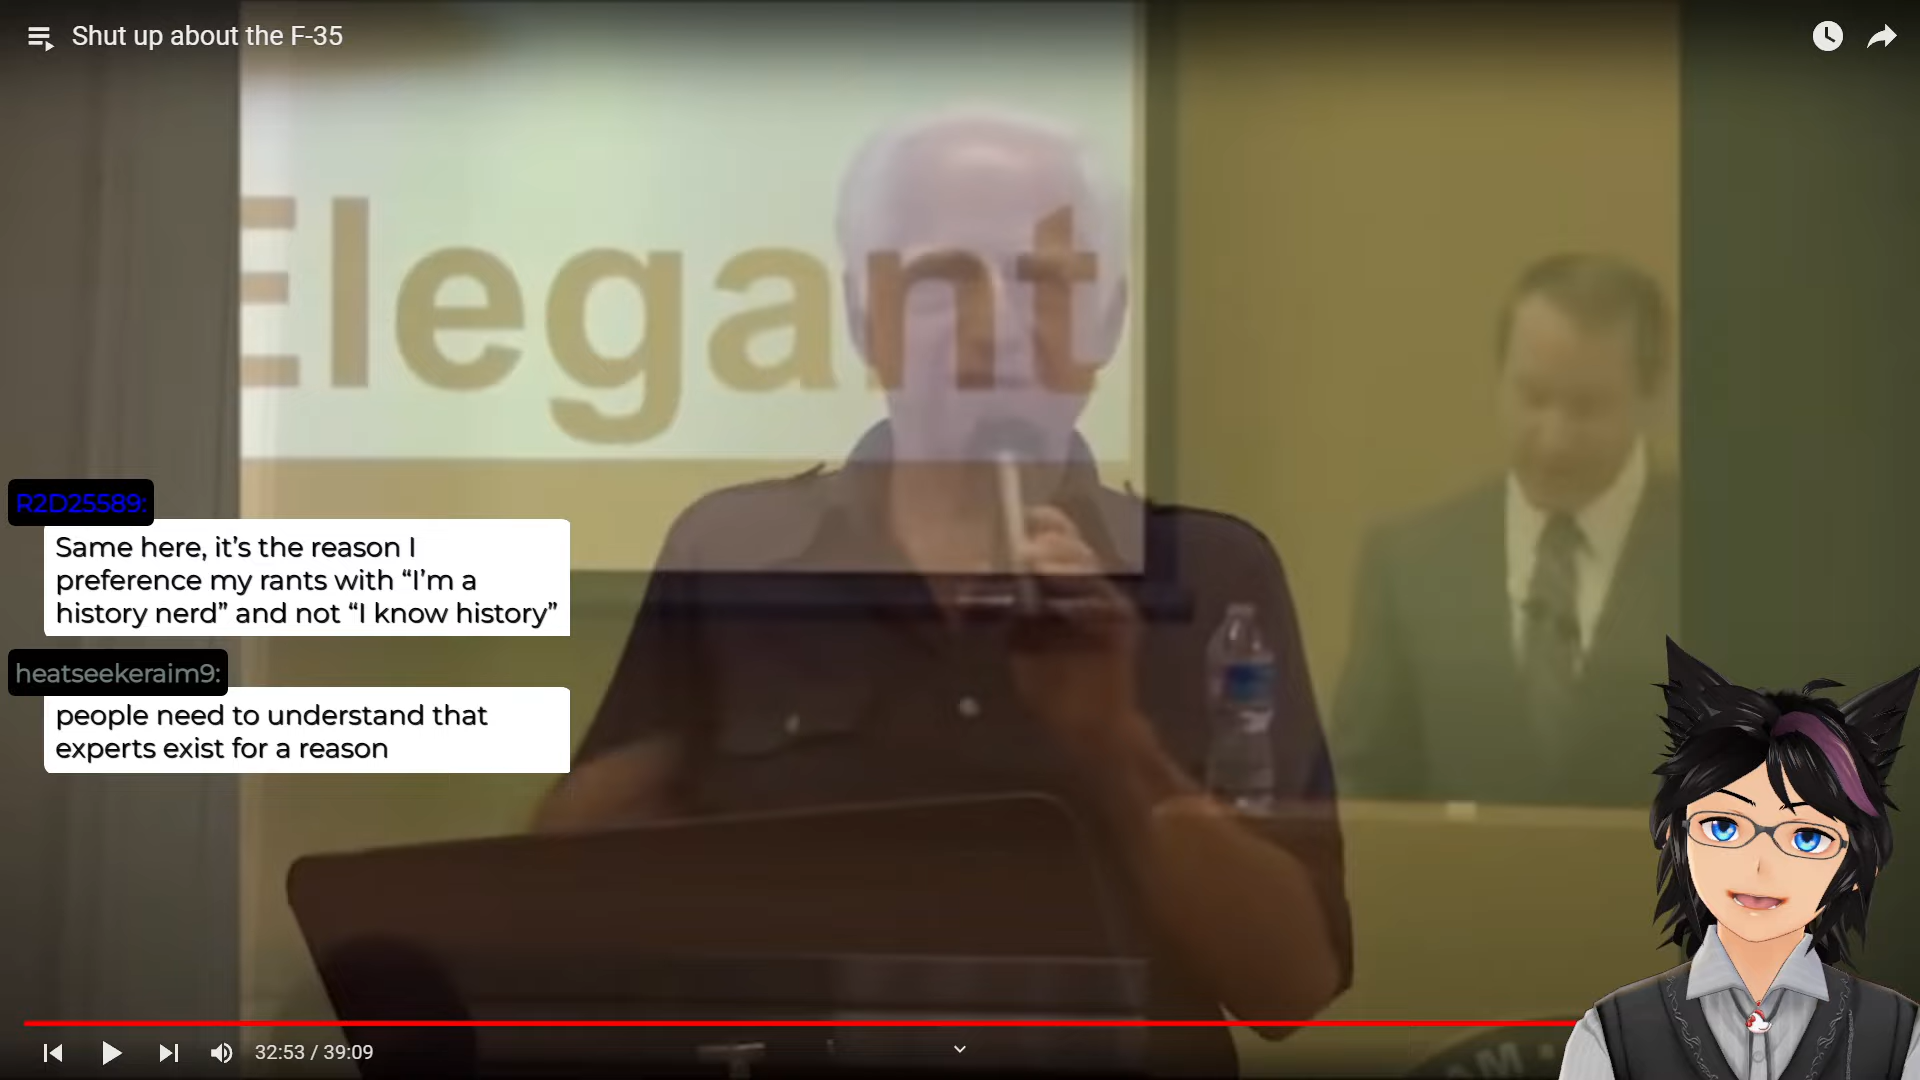 Shut up about the F-35
Elegant
R2D25589:
Same here, it’s the reason I
preference my rants with “I’m a
history nerd” and not “I know history”
heatseekeraim9:
people need to understand that
experts exist for a reason
32:53 / 39:09